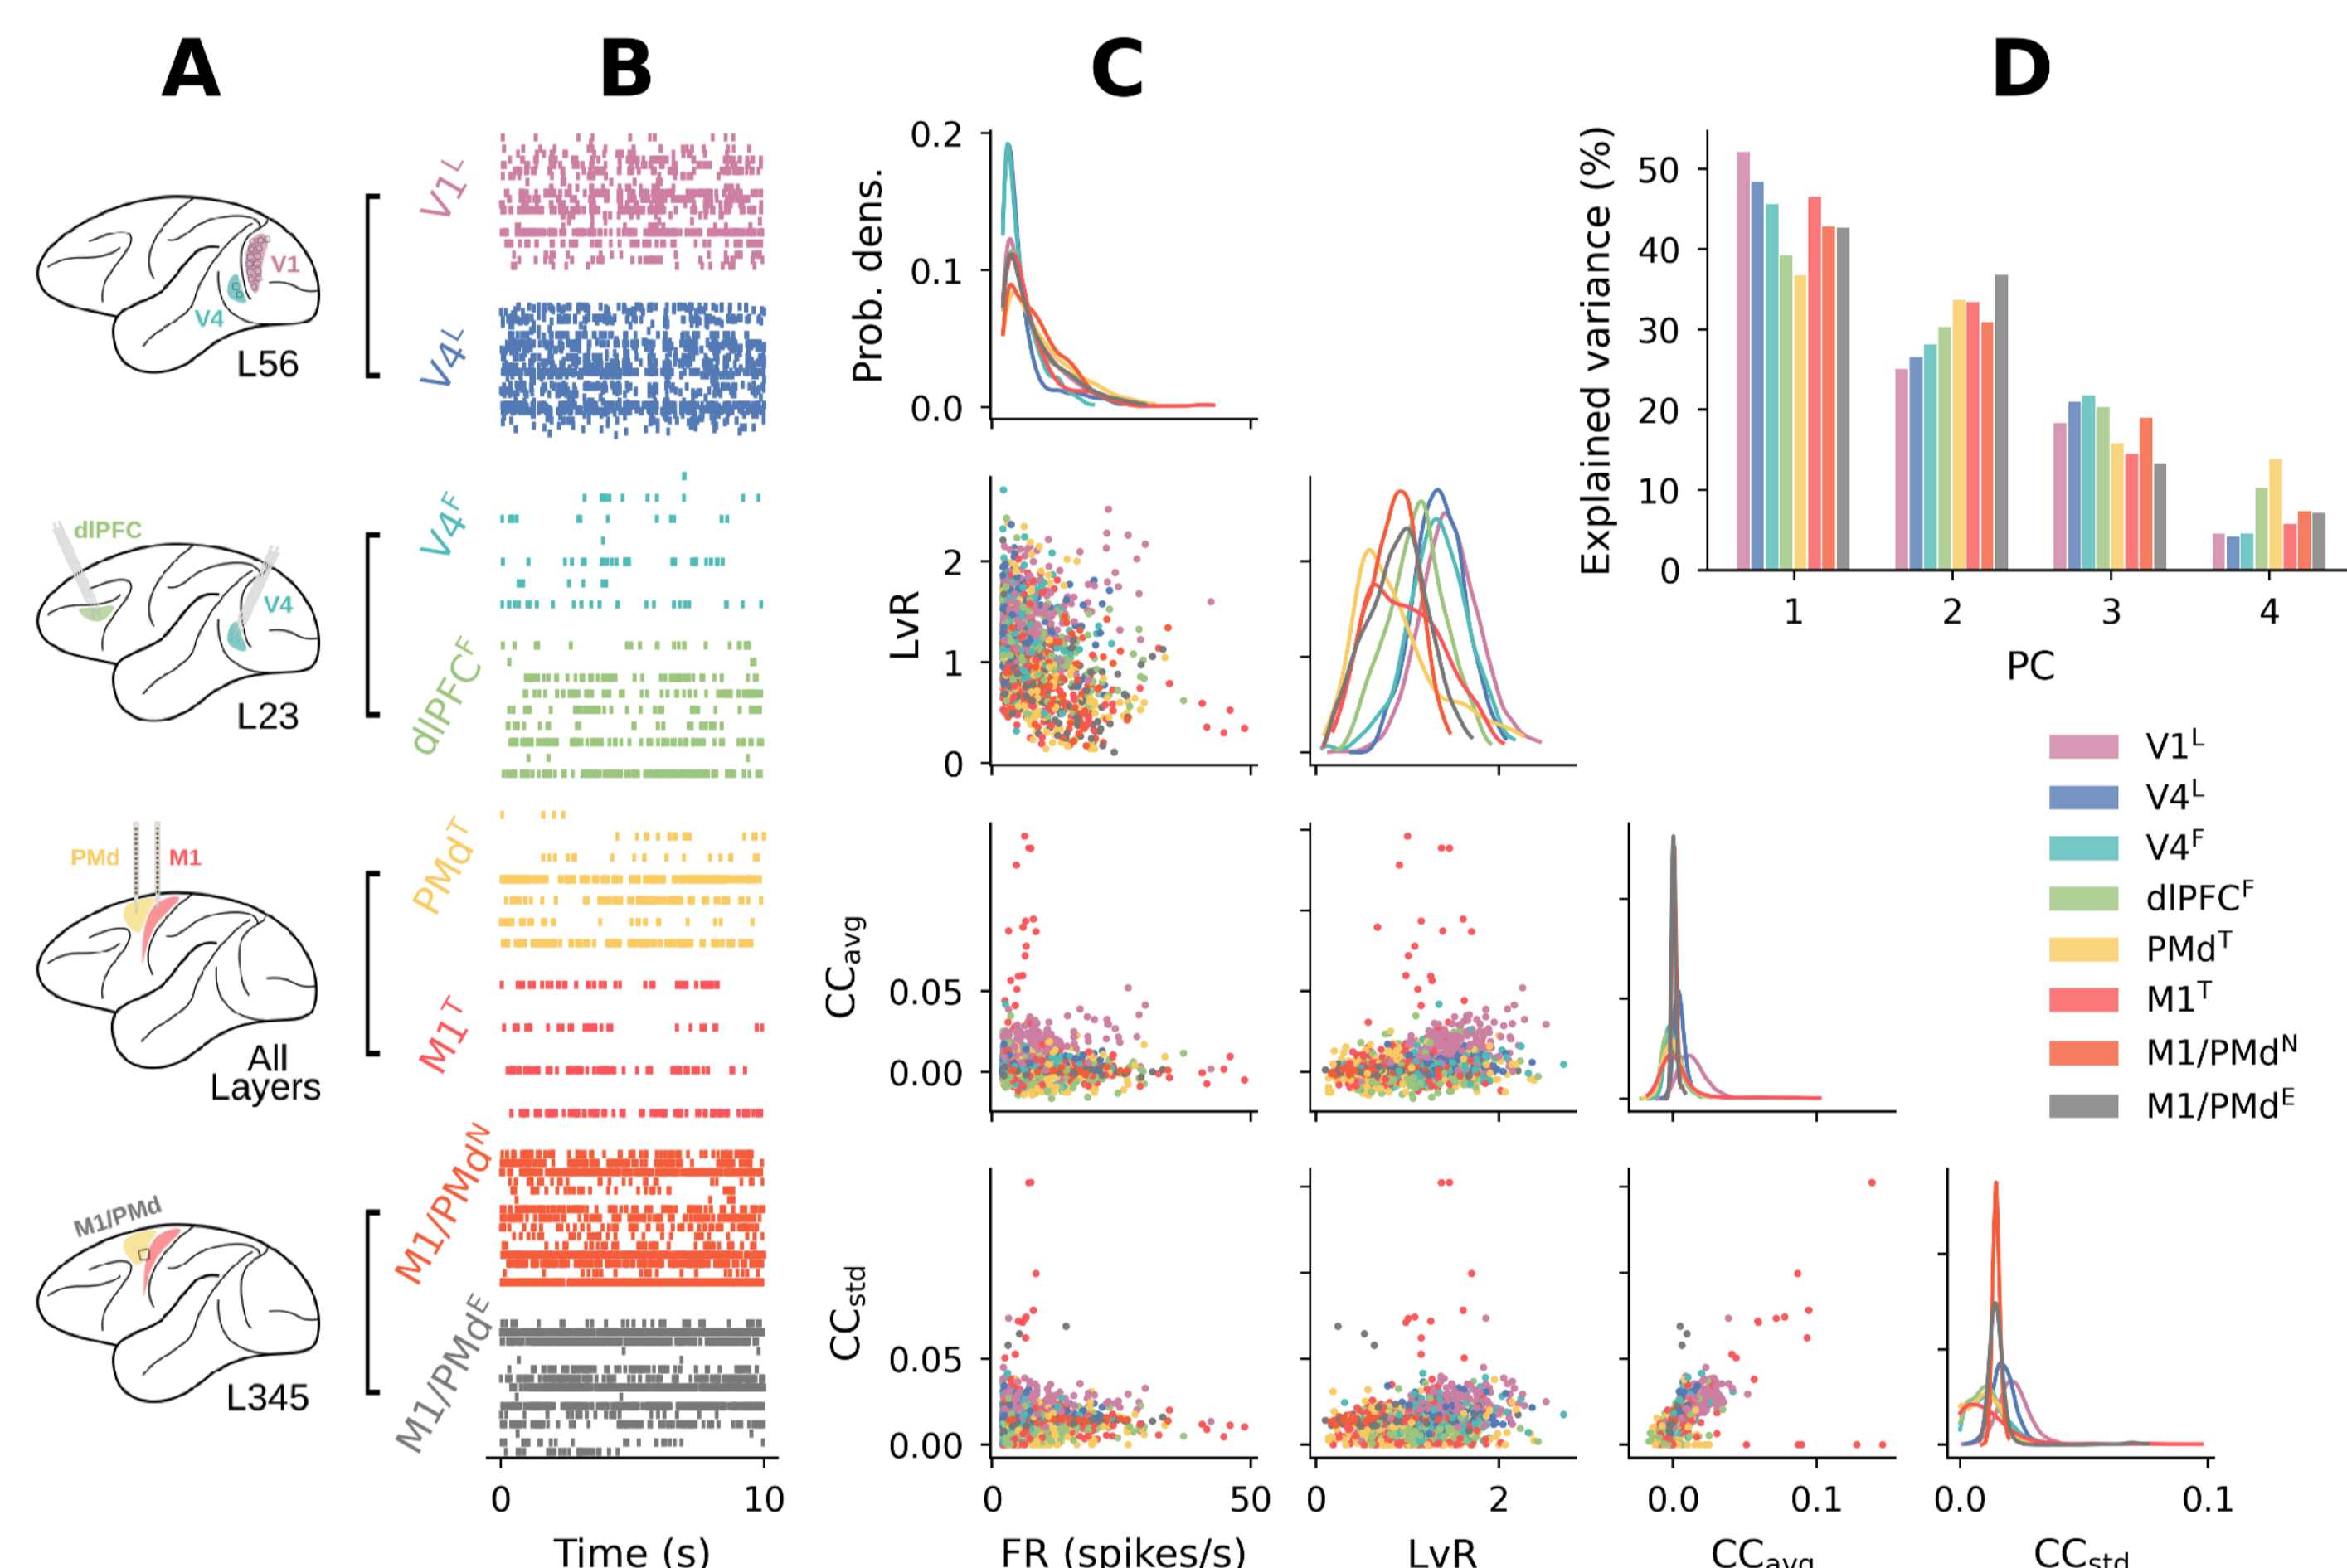 A
B
C
D
V1
V4
L56
dlPFC
V4
L23
PMd
M1
All
Layers
M1/PMd
L345
V1^L
V4^L
V4^F
dlPFC^F
PMd^T
M1^T
M1/PMd^N
M1/PMd^E
0
10
Time (s)
Prob. dens.
0.2
0.1
0.0
LvR
2
1
0
CC_avg
0.05
0.00
CC_std
0.05
0.00
0
50
FR (spikes/s)
0
2
LvR
0.0
0.1
CC_avg
0.0
0.1
CC_std
Explained variance (%)
50
40
30
20
10
0
1
2
3
4
PC
V1^L
V4^L
V4^F
dlPFC^F
PMd^T
M1^T
M1/PMd^N
M1/PMd^E